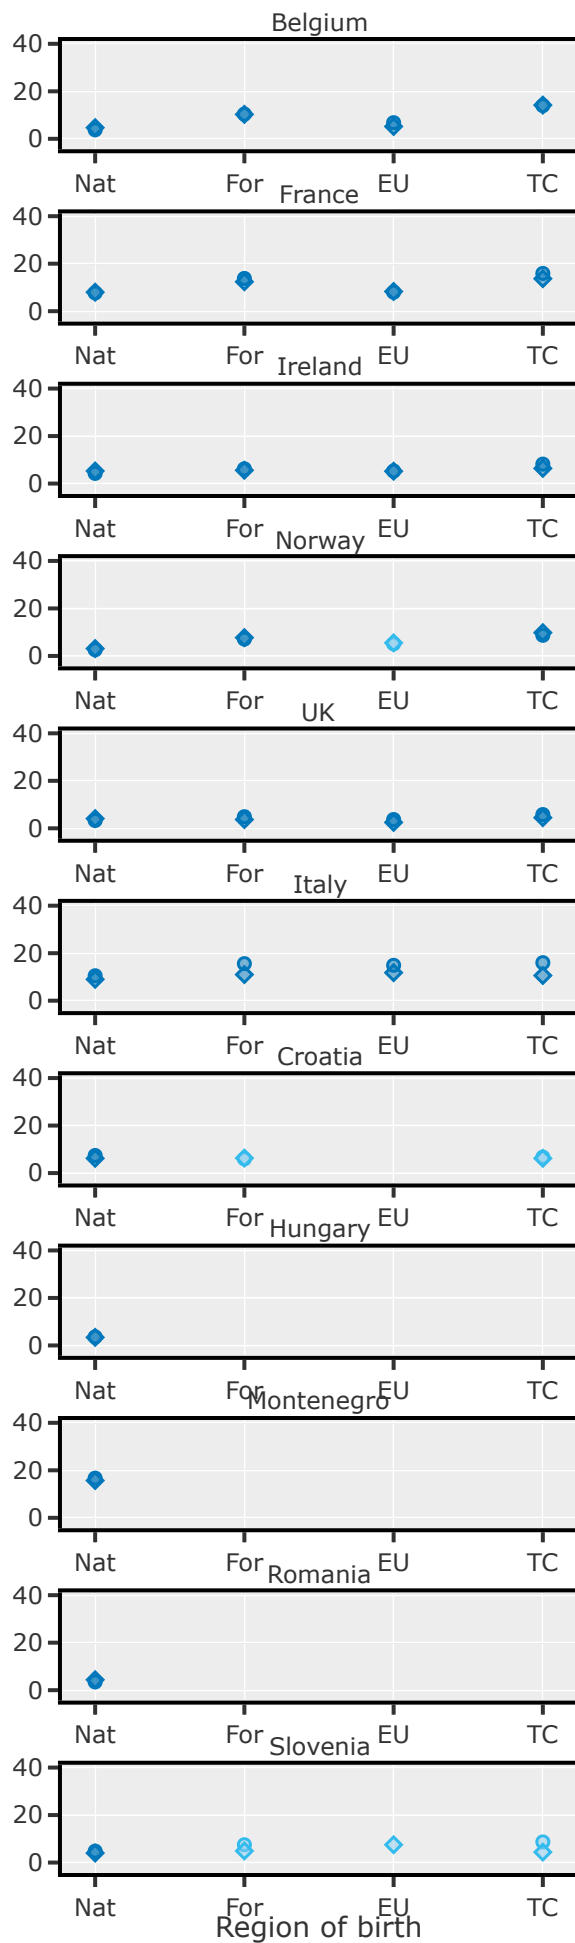 Belgium
40
20
0
Nat For EU TC
France
40
20
0
Nat For EU TC
Ireland
40
20
0
Nat For EU TC
Norway
40
20
0
Nat For EU TC
UK
40
20
0
Nat For EU TC
Italy
40
20
0
Nat For EU TC
Croatia
40
20
0
Nat For EU TC
Hungary
40
20
0
Nat For EU TC
Montenegro
40
20
0
Nat For EU TC
Romania
40
20
0
Nat For EU TC
Slovenia
40
20
0
Nat For EU TC
Region of birth